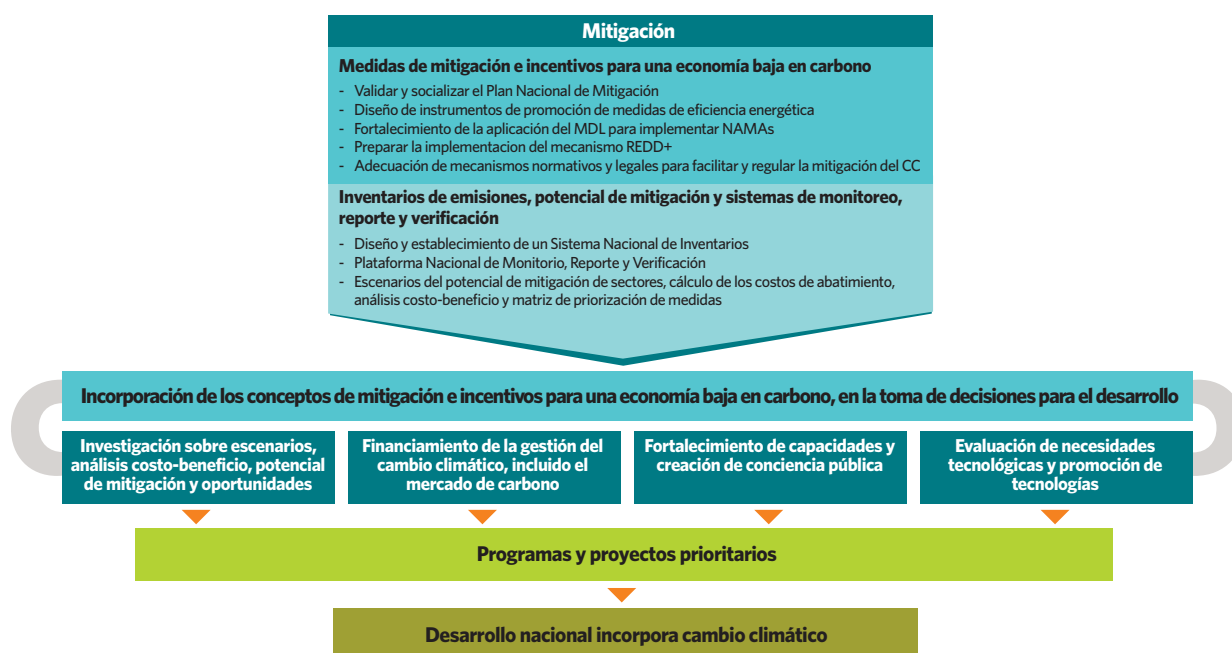 Mitigación
Medidas de mitigación e incentivos para una economía baja en carbono
- Validar y socializar el Plan Nacional de Mitigación
- Diseño de instrumentos de promoción de medidas de eficiencia energética
- Fortalecimiento de la aplicación del MDL para implementar NAMAs
- Preparar la implementacion del mecanismo REDD+
- Adecuación de mecanismos normativos y legales para facilitar y regular la mitigación del CC
Inventarios de emisiones, potencial de mitigación y sistemas de monitoreo,
reporte y verificación
- Diseño y establecimiento de un Sistema Nacional de Inventarios
- Plataforma Nacional de Monitorio, Reporte y Verificación
- Escenarios del potencial de mitigación de sectores, cálculo de los costos de abatimiento,
análisis costo-beneficio y matriz de priorización de medidas
Incorporación de los conceptos de mitigación e incentivos para una economía baja en carbono, en la toma de decisiones para el desarrollo
Investigación sobre escenarios,
análisis costo-beneficio, potencial
de mitigación y oportunidades
Financiamiento de la gestión del
cambio climático, incluido el
mercado de carbono
Fortalecimiento de capacidades y
creación de conciencia pública
Evaluación de necesidades
tecnológicas y promoción de
tecnologías
Programas y proyectos prioritarios
Desarrollo nacional incorpora cambio climático